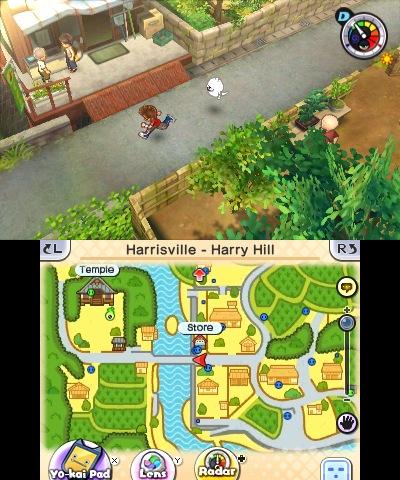 D
L Harrisville - Harry Hill R
Temple
Store
+
-
Yo-kai Pad X Lens Y Radar